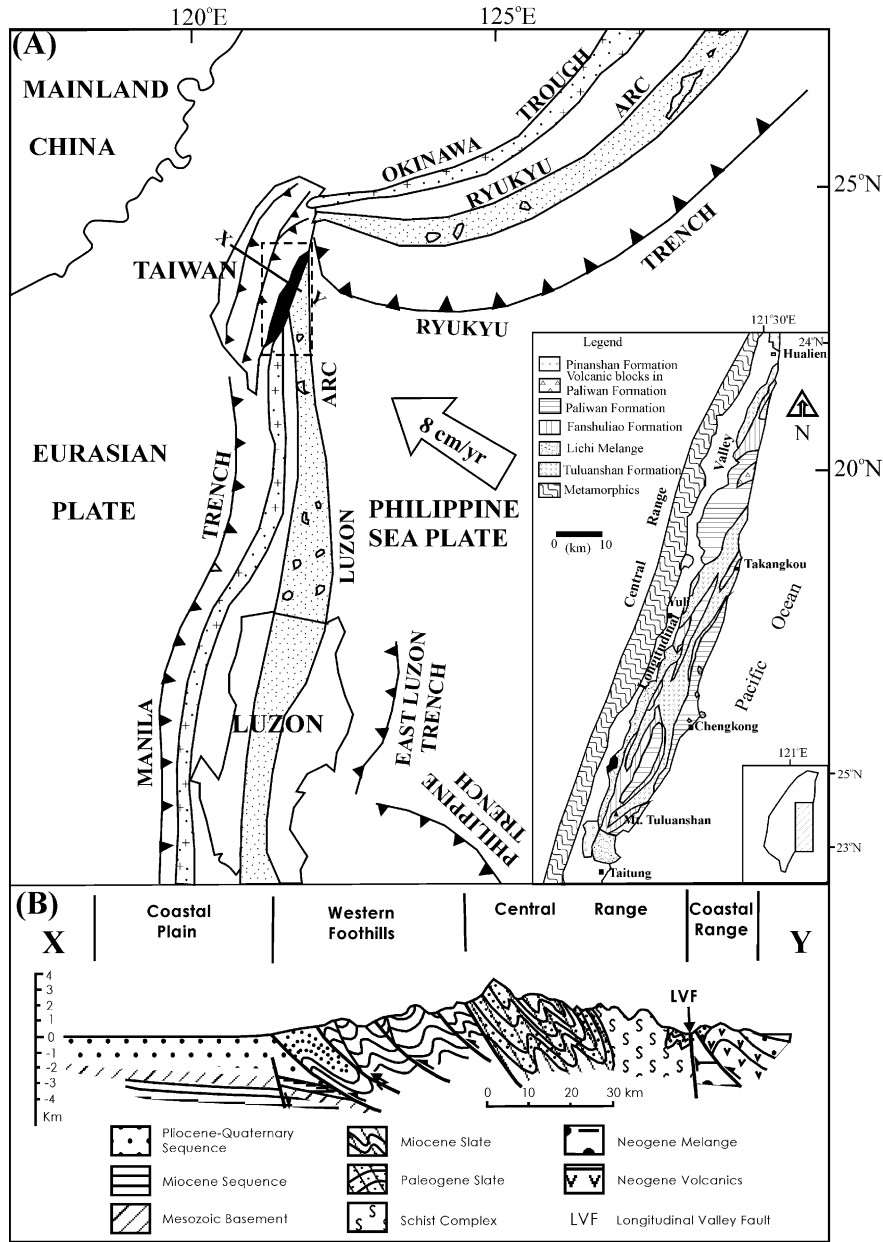 120°E
125°E
(A)
MAINLAND
CHINA
TROUGH
ARC
OKINAWA
RYUKYU
25°N
TRENCH
X
TAIWAN
Y
RYUKYU
ARC
8 cm/yr
EURASIAN
PLATE
TRENCH
PHILIPPINE
SEA PLATE
20°N
LUZON
LUZON
MANILA
EAST LUZON
TRENCH
PHILIPPINE
TRENCH
121°30'E
Legend
24°N
Hualien
Pinanshan Formation
Volcanic blocks in
Paliwan Formation
Paliwan Formation
Fanshuliao Formation
Lichi Melange
Tuluanshan Formation
Metamorphics
N
0 10
(km)
Valley
Range
Central
Takangkou
Yuli
Longitudinal
Ocean
Pacific
Chengkong
121°E
25°N
Mt. Tuluanshan
23°N
Taitung
(B)
X
Coastal
Plain
Western
Foothills
Central Range
Coastal
Range
Y
4
3
2
1
0
-1
-2
-3
-4
Km
LVF
0 10 20 30 km
Pliocene-Quaternary
Sequence
Miocene Slate
Neogene Melange
Miocene Sequence
Paleogene Slate
Neogene Volcanics
Mesozoic Basement
Schist Complex
LVF Longitudinal Valley Fault